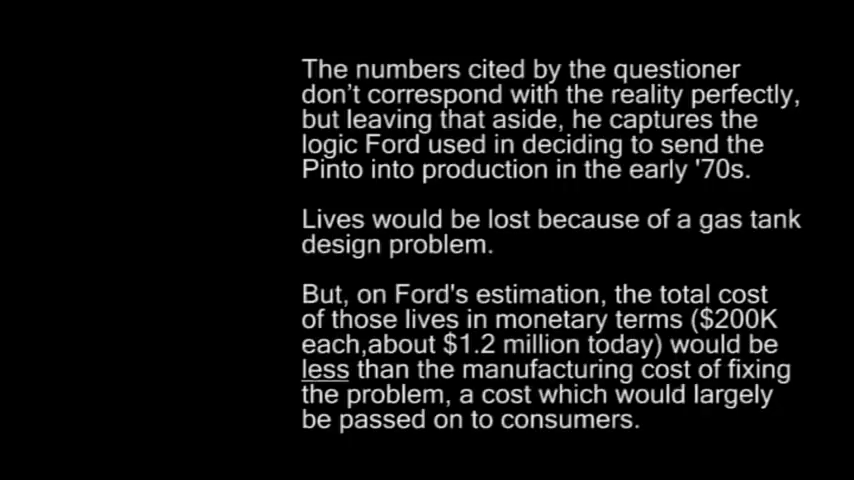 The numbers cited by the questioner
don’t correspond with the reality perfectly,
but leaving that aside, he captures the
logic Ford used in deciding to send the
Pinto into production in the early '70s.
Lives would be lost because of a gas tank
design problem.
But, on Ford's estimation, the total cost
of those lives in monetary terms ($200K
each,about $1.2 million today) would be
less than the manufacturing cost of fixing
the problem, a cost which would largely
be passed on to consumers.